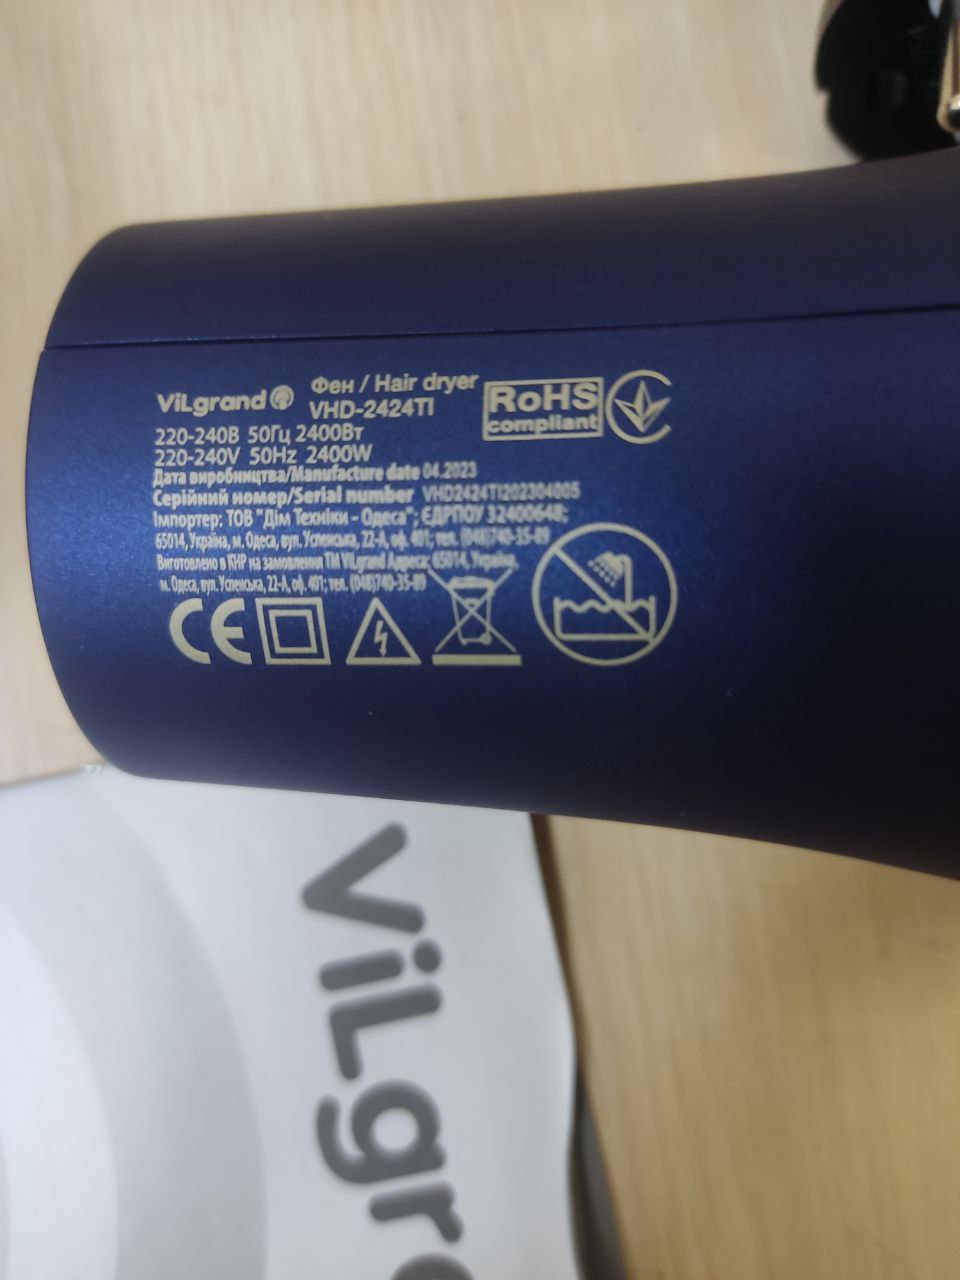 ViLgrand Фен / Hair dryer
VHD-2424TI
RoHS
compliant
220-240В 50Гц 2400Вт
220-240V 50Hz 2400W
Дата виробництва/Manufacture date 04.2023
Серійний номер/Serial number VHD2424TI202304005
Імпортер: ТОВ "Дім Техніки - Одеса"; ЄДРПОУ 32400648;
65014, Україна, м. Одеса, вул. Успенська, 22-А, оф. 401; тел. (048)740-35-89
Виготовлено в КНР на замовлення ТМ ViLgrand Адреса: 65014, Україна,
м. Одеса, вул. Успенська, 22-А, оф. 401; тел. (048)740-35-89
CE
ViLgr